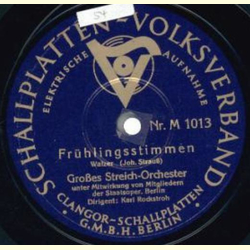 SCHALLPLATTEN-VOLKSVERBAND
ELEKTRISCHE AUFNAHME
Nr. M 1013
Frühlingsstimmen
Walzer (Joh. Strauß)
Großes Streich-Orchester
unter Mitwirkung von Mitgliedern
der Staatsoper, Berlin
Dirigent: Karl Rockstroh
CLANGOR-SCHALLPLATTEN
G.M.B.H. BERLIN